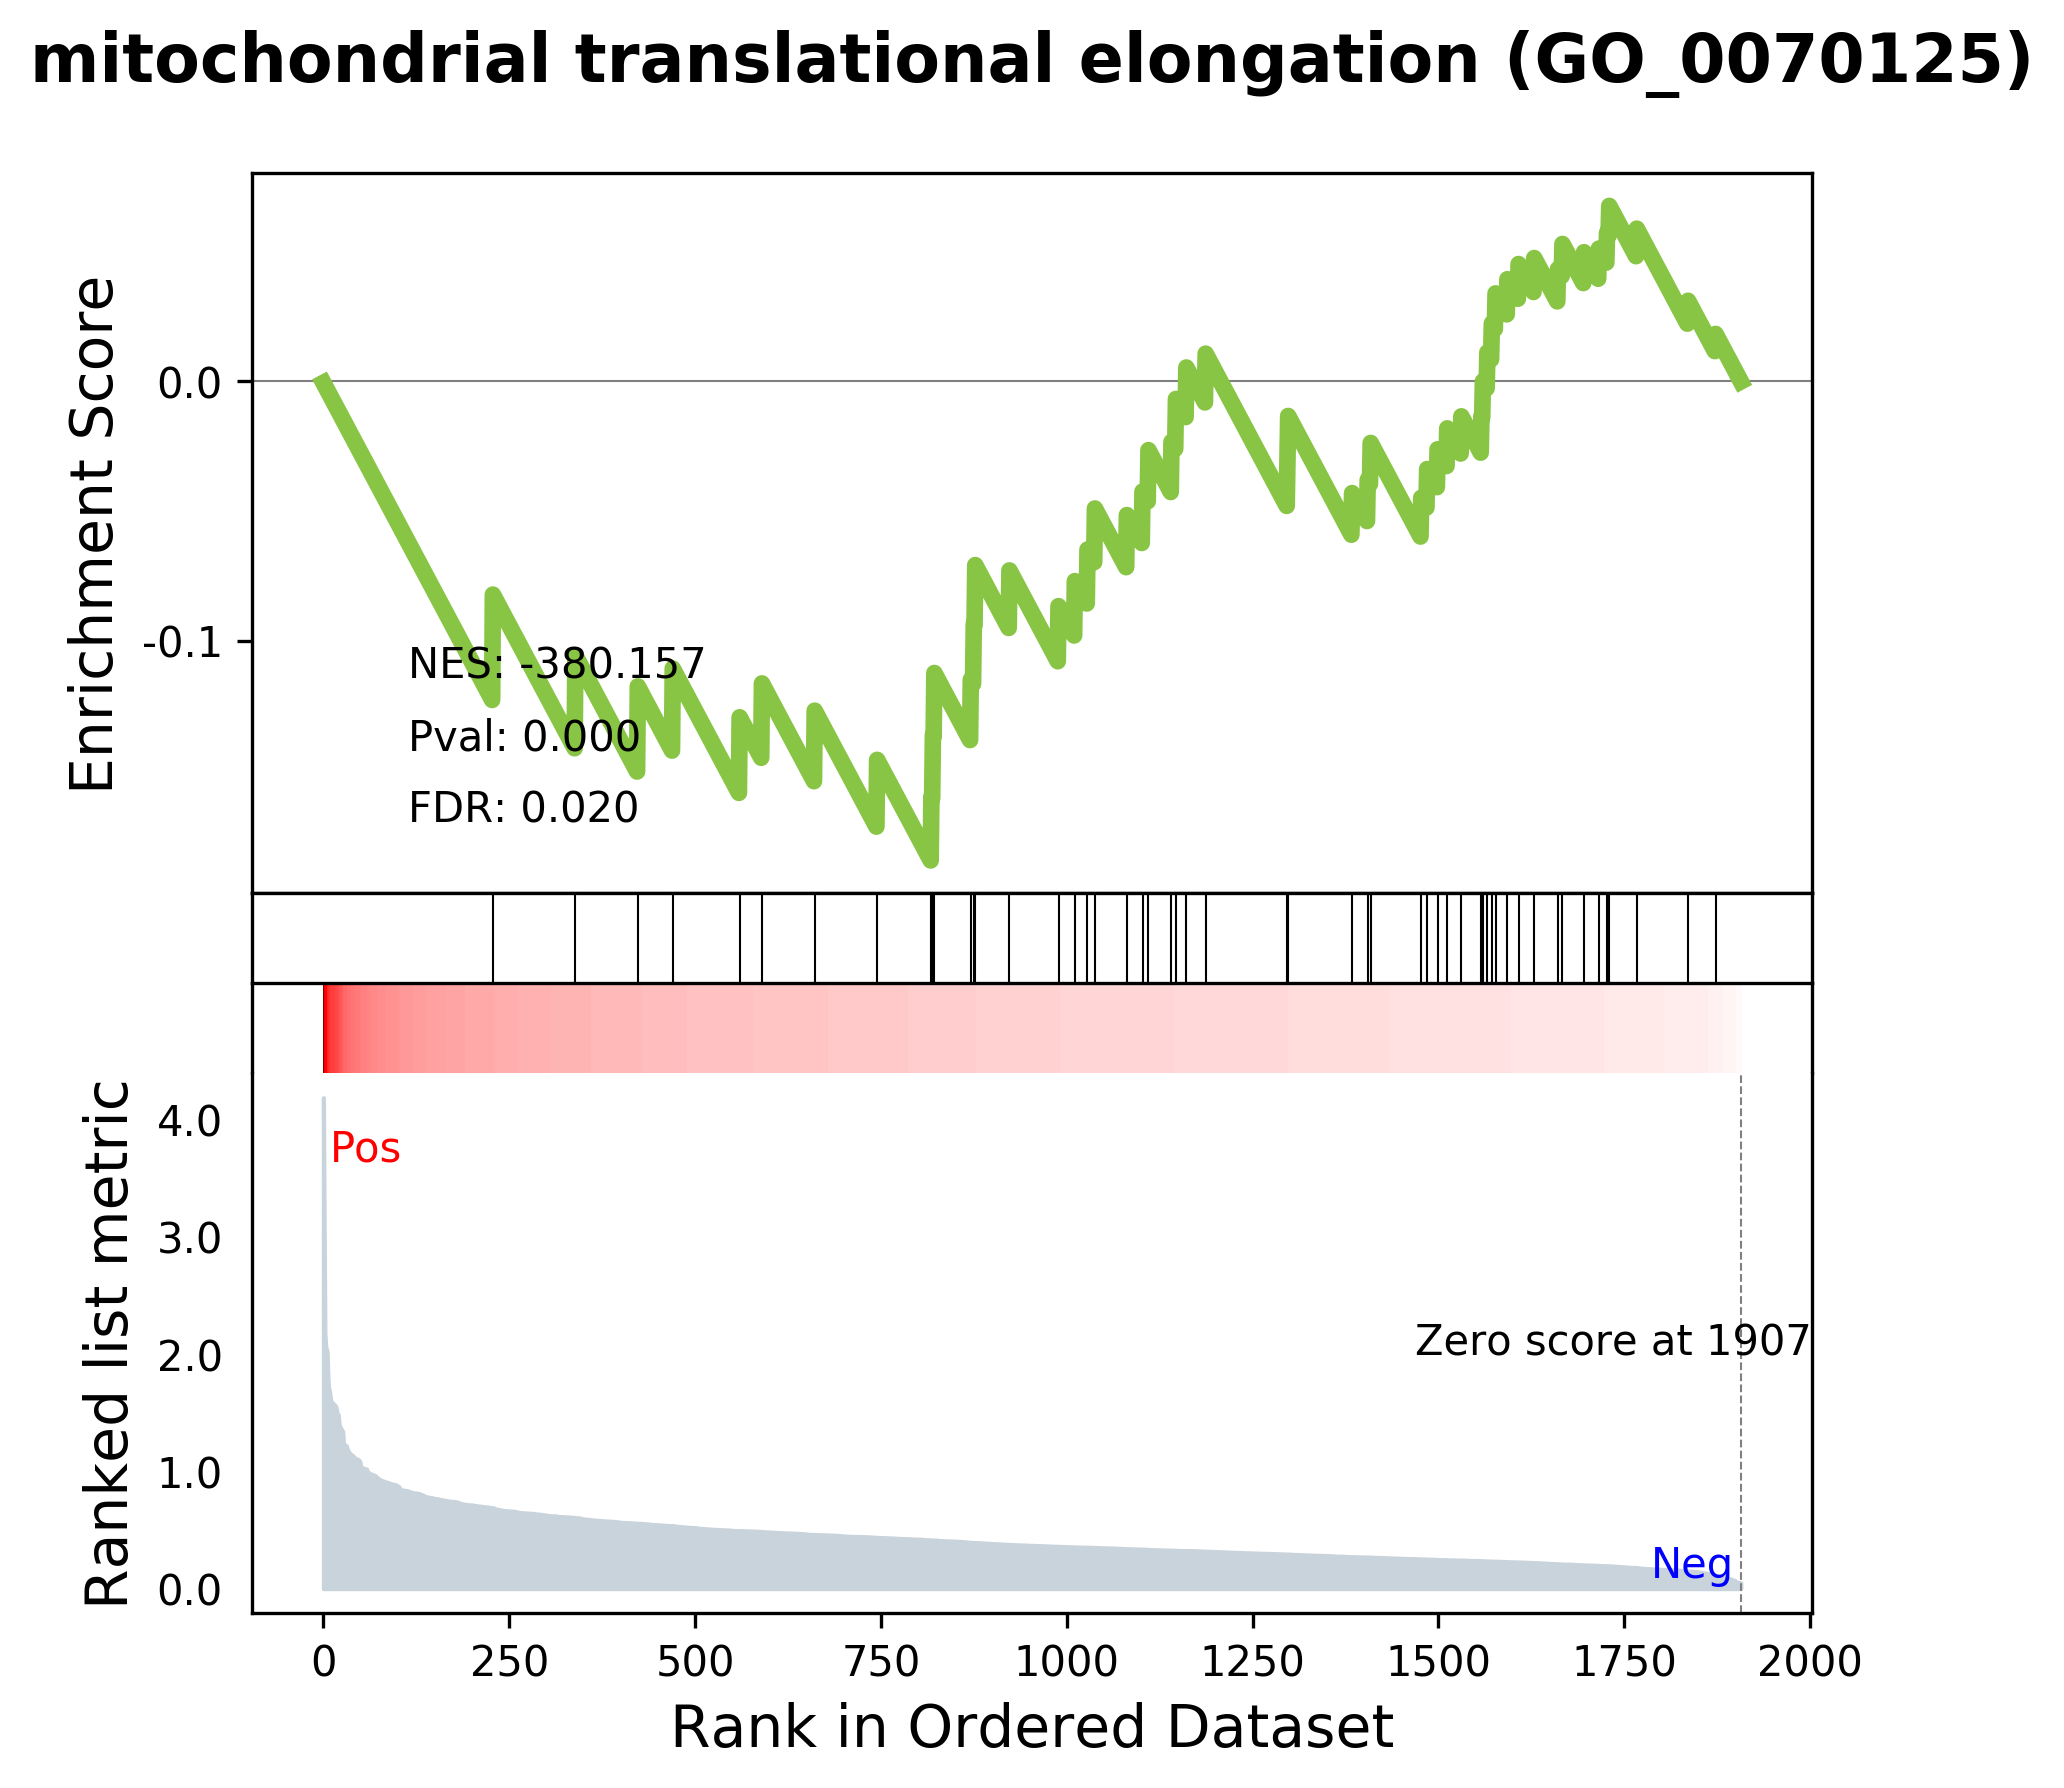 mitochondrial translational elongation (GO_0070125)
Enrichment Score
0.0
-0.1
NES: -380.157
Pval: 0.000
FDR: 0.020
Ranked list metric
4.0
3.0
2.0
1.0
0.0
Pos
Zero score at 1907
Neg
0 250 500 750 1000 1250 1500 1750 2000
Rank in Ordered Dataset